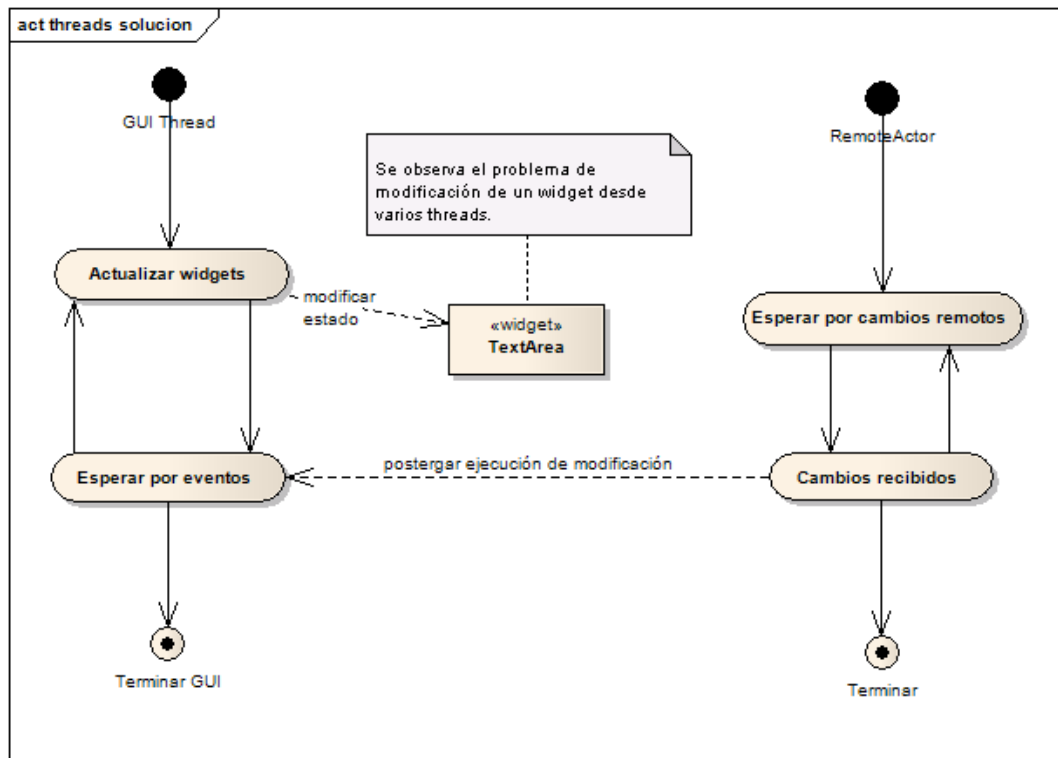 act threads solucion
GUI Thread
RemoteActor
Se observa el problema de
modificación de un widget desde
varios threads.
Actualizar widgets
modificar
estado
«widget»
TextArea
Esperar por cambios remotos
postergar ejecución de modificación
Esperar por eventos
Cambios recibidos
Terminar GUI
Terminar